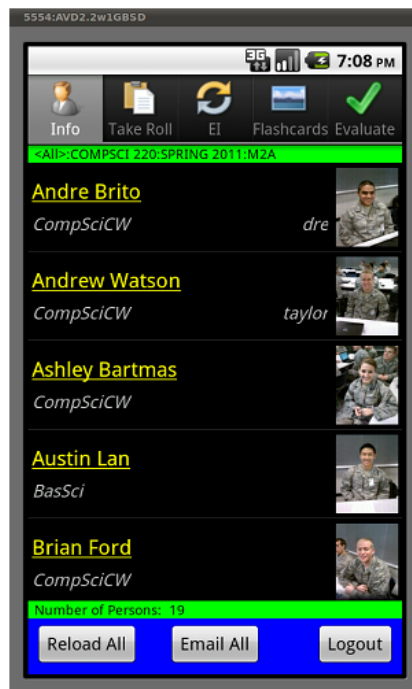 5554:AVD2.2w1GBSD
3G 7:08 PM
Info Take Roll EI Flashcards Evaluate
<All>:COMPSCI 220:SPRING 2011:M2A
Andre Brito
CompSciCW dre
Andrew Watson
CompSciCW taylor
Ashley Bartmas
CompSciCW
Austin Lan
BasSci
Brian Ford
CompSciCW
Number of Persons: 19
Reload All Email All Logout